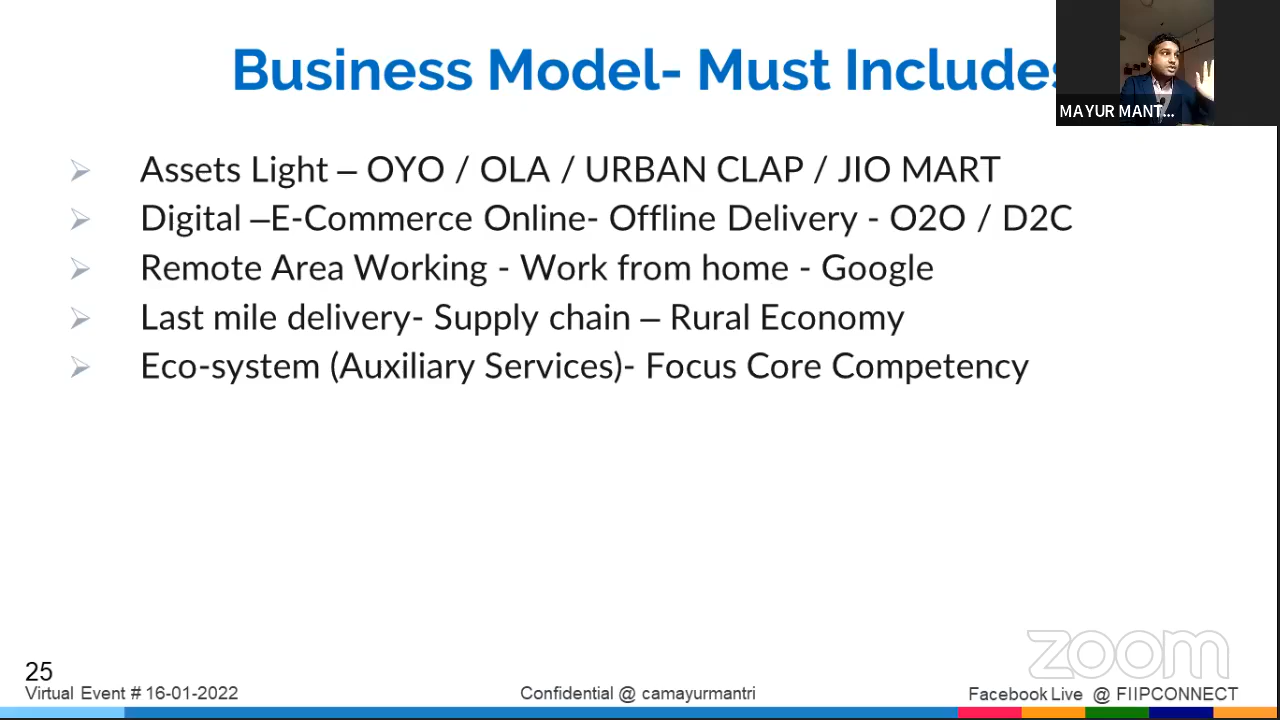 Business Model- Must Includes
MAYUR MANT...
Assets Light – OYO / OLA / URBAN CLAP / JIO MART
Digital –E-Commerce Online- Offline Delivery - O2O / D2C
Remote Area Working - Work from home - Google
Last mile delivery- Supply chain – Rural Economy
Eco-system (Auxiliary Services)- Focus Core Competency
zoom
25
Virtual Event # 16-01-2022
Confidential @ camayurmantri
Facebook Live @ FIIPCONNECT